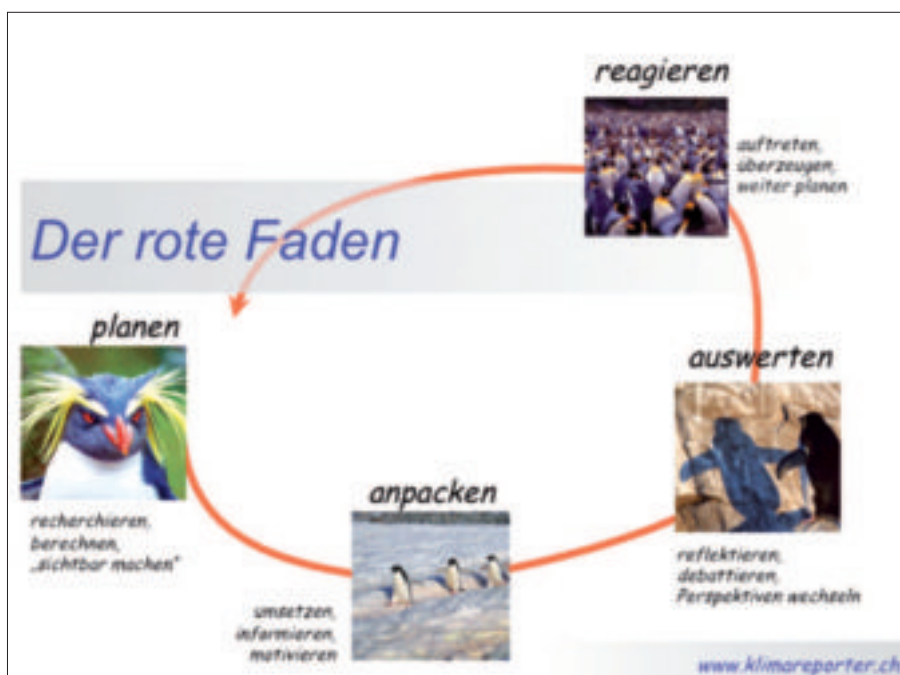 Der rote Faden
planen
recherchieren,
berechnen,
„sichtbar machen"
anpacken
umsetzen,
informieren,
motivieren
auswerten
reflektieren,
debattieren,
Perspektiven wechseln
reagieren
auftreten,
überzeugen,
weiter planen
www.klimareporter.ch